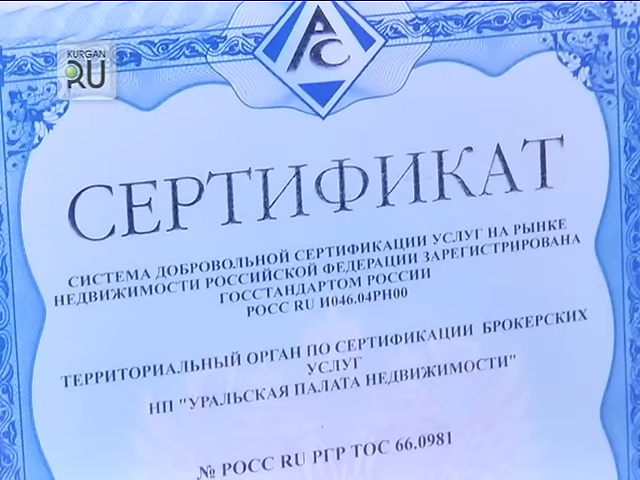 KURGAN
RU
РС
СЕРТИФИКАТ
СИСТЕМА ДОБРОВОЛЬНОЙ СЕРТИФИКАЦИИ УСЛУГ НА РЫНКЕ
НЕДВИЖИМОСТИ РОССИЙСКОЙ ФЕДЕРАЦИИ ЗАРЕГИСТРИРОВАНА
ГОССТАНДАРТОМ РОССИИ
РОСС RU И046.04РН00
ТЕРРИТОРИАЛЬНЫЙ ОРГАН ПО СЕРТИФИКАЦИИ БРОКЕРСКИХ
УСЛУГ
НП "УРАЛЬСКАЯ ПАЛАТА НЕДВИЖИМОСТИ"
№ РОСС RU РГР ТОС 66.0981